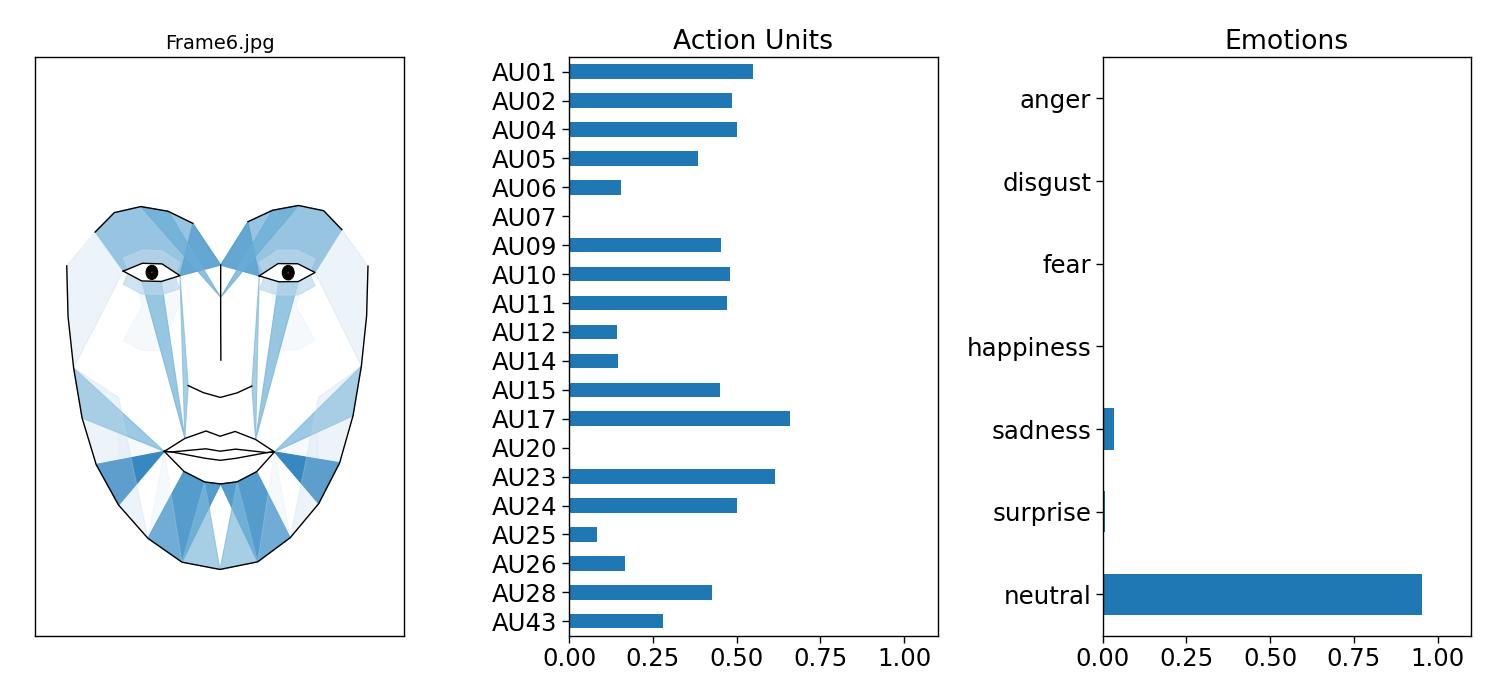 Frame6.jpg
Action Units
Emotions
AU01
AU02
AU04
AU05
AU06
AU07
AU09
AU10
AU11
AU12
AU14
AU15
AU17
AU20
AU23
AU24
AU25
AU26
AU28
AU43
0.00 0.25 0.50 0.75 1.00
anger
disgust
fear
happiness
sadness
surprise
neutral
0.00 0.25 0.50 0.75 1.00